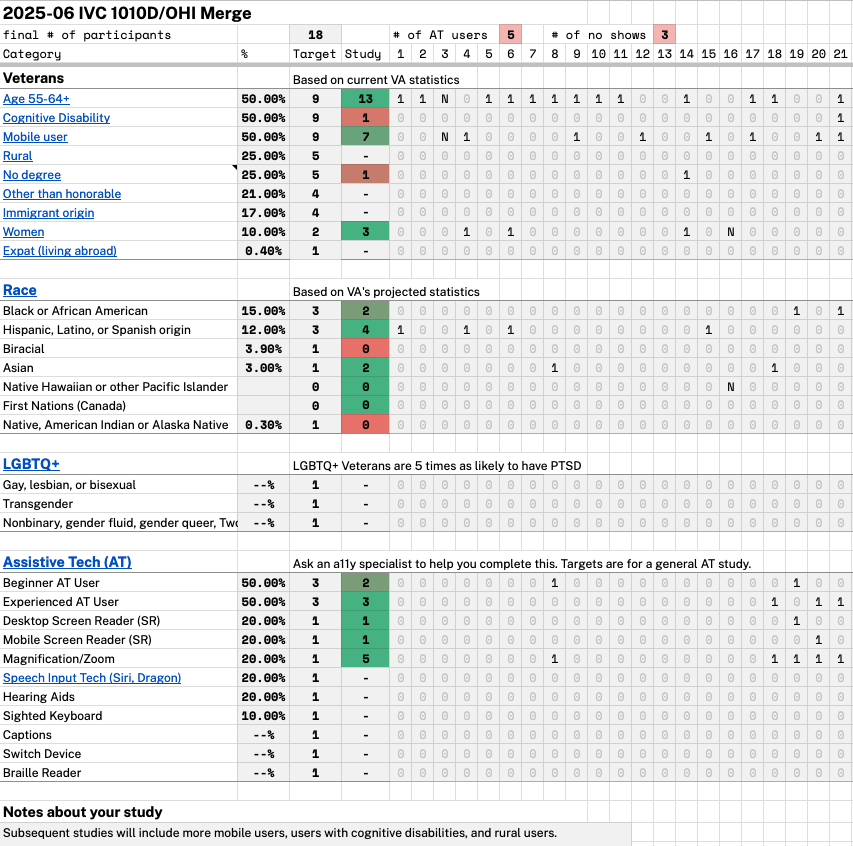 2025-06 IVC 1010D/OHI Merge
final # of participants 18 # of AT users 5 # of no shows 3
Category % Target Study 1 2 3 4 5 6 7 8 9 10 11 12 13 14 15 16 17 18 19 20 21
Veterans Based on current VA statistics
Age 55-64+ 50.00% 9 13 1 1 N 0 1 1 1 1 1 1 1 0 0 1 0 0 1 1 0 0 1
Cognitive Disability 50.00% 9 1 0 0 0 0 0 0 0 0 0 0 0 0 0 0 0 0 0 0 0 0 1
Mobile user 50.00% 9 7 0 0 N 1 0 0 0 0 1 0 0 1 0 0 1 0 1 0 0 1 1
Rural 25.00% 5 - 0 0 0 0 0 0 0 0 0 0 0 0 0 0 0 0 0 0 0 0 0
No degree 25.00% 5 1 0 0 0 0 0 0 0 0 0 0 0 0 0 1 0 0 0 0 0 0 0
Other than honorable 21.00% 4 - 0 0 0 0 0 0 0 0 0 0 0 0 0 0 0 0 0 0 0 0 0
Immigrant origin 17.00% 4 - 0 0 0 0 0 0 0 0 0 0 0 0 0 0 0 0 0 0 0 0 0
Women 10.00% 2 3 0 0 0 1 0 1 0 0 0 0 0 0 0 1 0 N 0 0 0 0 0
Expat (living abroad) 0.40% 1 - 0 0 0 0 0 0 0 0 0 0 0 0 0 0 0 0 0 0 0 0 0
Race Based on VA's projected statistics
Black or African American 15.00% 3 2 0 0 0 0 0 0 0 0 0 0 0 0 0 0 0 0 0 0 1 0 1
Hispanic, Latino, or Spanish origin 12.00% 3 4 1 0 0 1 0 1 0 0 0 0 0 0 0 0 1 0 0 0 0 0 0
Biracial 3.90% 1 0 0 0 0 0 0 0 0 0 0 0 0 0 0 0 0 0 0 0 0 0 0
Asian 3.00% 1 2 0 0 0 0 0 0 0 1 0 0 0 0 0 0 0 0 0 1 0 0 0
Native Hawaiian or other Pacific Islander 0 0 0 0 0 0 0 0 0 0 0 0 0 0 0 0 0 N 0 0 0 0 0
First Nations (Canada) 0 0 0 0 0 0 0 0 0 0 0 0 0 0 0 0 0 0 0 0 0 0 0
Native, American Indian or Alaska Native 0.30% 1 0 0 0 0 0 0 0 0 0 0 0 0 0 0 0 0 0 0 0 0 0 0
LGBTQ+ LGBTQ+ Veterans are 5 times as likely to have PTSD
Gay, lesbian, or bisexual --% 1 - 0 0 0 0 0 0 0 0 0 0 0 0 0 0 0 0 0 0 0 0 0
Transgender --% 1 - 0 0 0 0 0 0 0 0 0 0 0 0 0 0 0 0 0 0 0 0 0
Nonbinary, gender fluid, gender queer, Two --% 1 - 0 0 0 0 0 0 0 0 0 0 0 0 0 0 0 0 0 0 0 0 0
Assistive Tech (AT) Ask an a11y specialist to help you complete this. Targets are for a general AT study.
Beginner AT User 50.00% 3 2 0 0 0 0 0 0 0 1 0 0 0 0 0 0 0 0 0 0 1 0 0
Experienced AT User 50.00% 3 3 0 0 0 0 0 0 0 0 0 0 0 0 0 0 0 0 0 1 0 1 1
Desktop Screen Reader (SR) 20.00% 1 1 0 0 0 0 0 0 0 0 0 0 0 0 0 0 0 0 0 0 1 0 0
Mobile Screen Reader (SR) 20.00% 1 1 0 0 0 0 0 0 0 0 0 0 0 0 0 0 0 0 0 0 0 1 0
Magnification/Zoom 20.00% 1 5 0 0 0 0 0 0 0 1 0 0 0 0 0 0 0 0 0 1 1 1 1
Speech Input Tech (Siri, Dragon) 20.00% 1 - 0 0 0 0 0 0 0 0 0 0 0 0 0 0 0 0 0 0 0 0 0
Hearing Aids 20.00% 1 - 0 0 0 0 0 0 0 0 0 0 0 0 0 0 0 0 0 0 0 0 0
Sighted Keyboard 10.00% 1 - 0 0 0 0 0 0 0 0 0 0 0 0 0 0 0 0 0 0 0 0 0
Captions --% 1 - 0 0 0 0 0 0 0 0 0 0 0 0 0 0 0 0 0 0 0 0 0
Switch Device --% 1 - 0 0 0 0 0 0 0 0 0 0 0 0 0 0 0 0 0 0 0 0 0
Braille Reader --% 1 - 0 0 0 0 0 0 0 0 0 0 0 0 0 0 0 0 0 0 0 0 0
Notes about your study
Subsequent studies will include more mobile users, users with cognitive disabilities, and rural users.